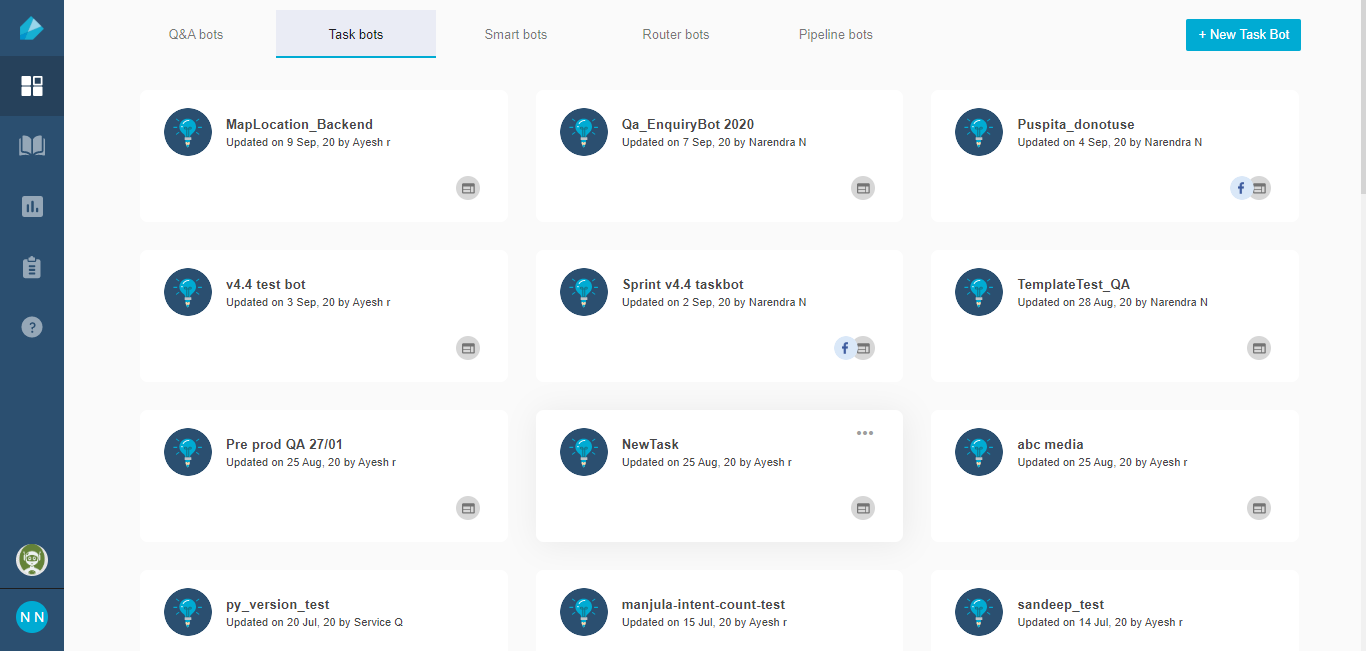 Q&A bots
Task bots
Smart bots
Router bots
Pipeline bots
+ New Task Bot
MapLocation_Backend
Updated on 9 Sep, 20 by Ayesh r
Qa_EnquiryBot 2020
Updated on 7 Sep, 20 by Narendra N
Puspita_donotuse
Updated on 4 Sep, 20 by Narendra N
f
v4.4 test bot
Updated on 3 Sep, 20 by Ayesh r
Sprint v4.4 taskbot
Updated on 2 Sep, 20 by Narendra N
f
TemplateTest_QA
Updated on 28 Aug, 20 by Narendra N
Pre prod QA 27/01
Updated on 25 Aug, 20 by Ayesh r
NewTask
Updated on 25 Aug, 20 by Ayesh r
abc media
Updated on 25 Aug, 20 by Ayesh r
py_version_test
Updated on 20 Jul, 20 by Service Q
manjula-intent-count-test
Updated on 15 Jul, 20 by Ayesh r
sandeep_test
Updated on 14 Jul, 20 by Ayesh r
?
N N